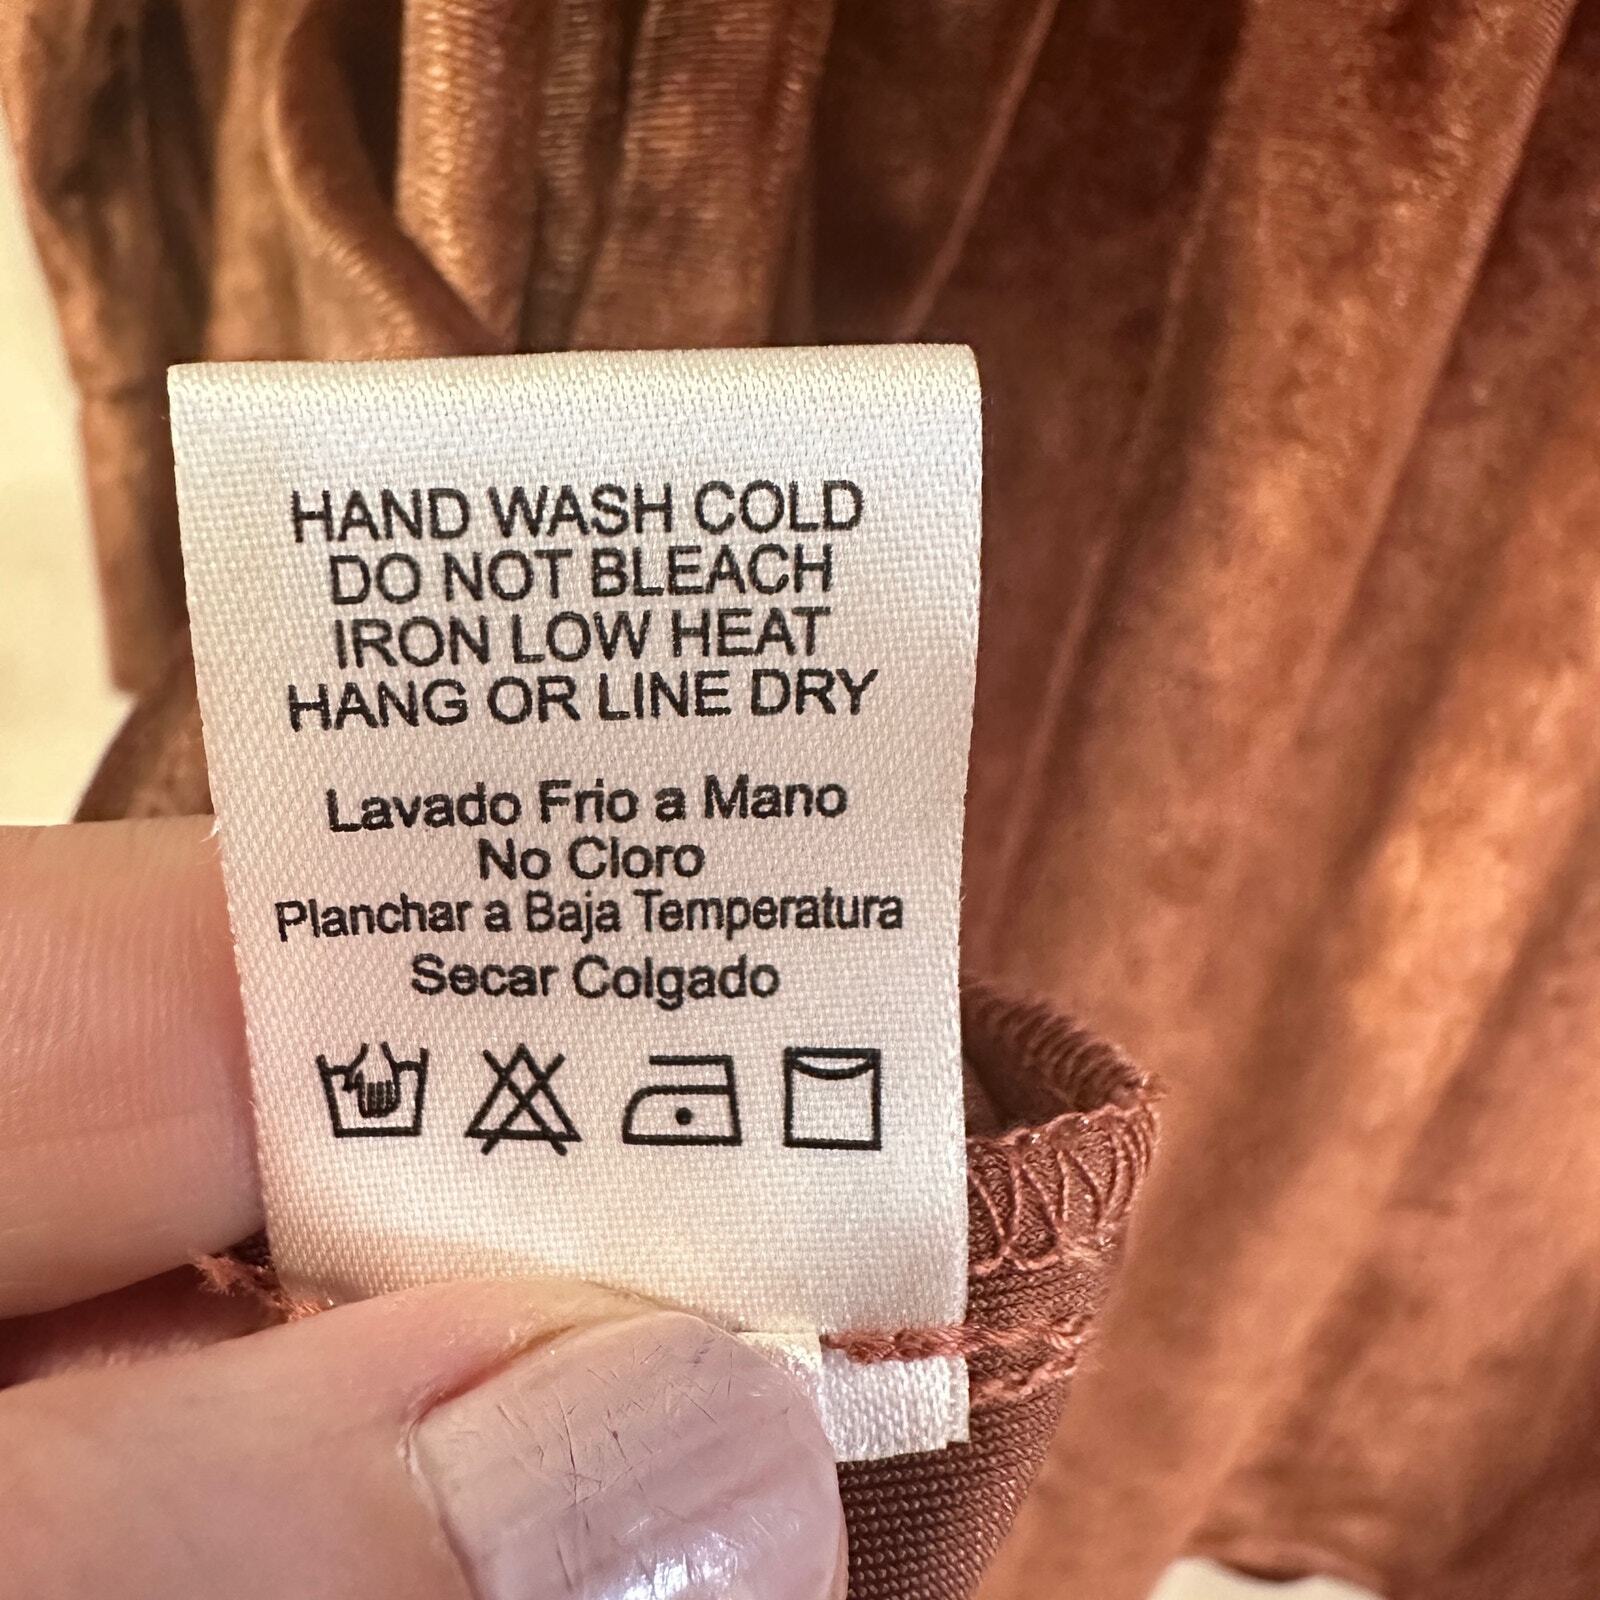 HAND WASH COLD
DO NOT BLEACH
IRON LOW HEAT
HANG OR LINE DRY
Lavado Frio a Mano
No Cloro
Planchar a Baja Temperatura
Secar Colgado